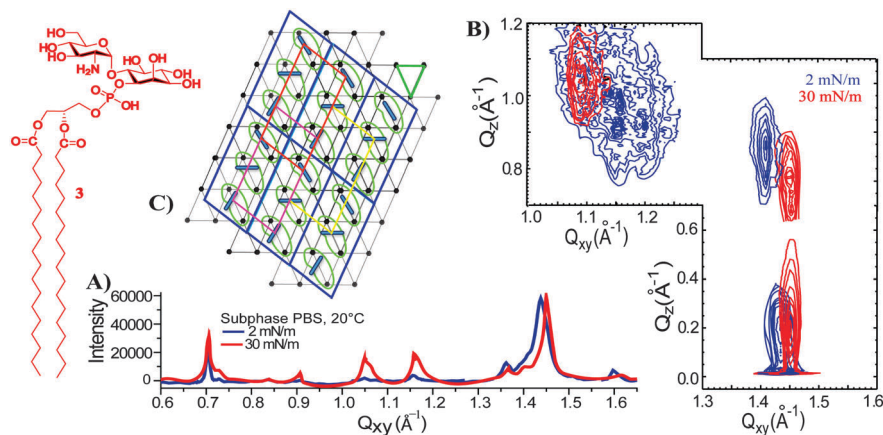 HO
OH
HO
O
HO
H₂N
O
HO
OH
OH
OH
O
O
P
O
OH
O
O
O=C
C=O
3
C)
A)
Intensity
60000
40000
20000
0
Subphase PBS, 20°C
2 mN/m
30 mN/m
0.6 0.7 0.8 0.9 1.0 1.1 1.2 1.3 1.4 1.5 1.6
Qxy (Å⁻¹)
B)
Qz(Å⁻¹)
1.2
1.0
0.8
1.0 1.1 1.2
Qxy(Å⁻¹)
2 mN/m
30 mN/m
Qz(Å⁻¹)
0.6
0.4
0.2
0.0
1.3 1.4 1.5 1.6
Qxy(Å⁻¹)